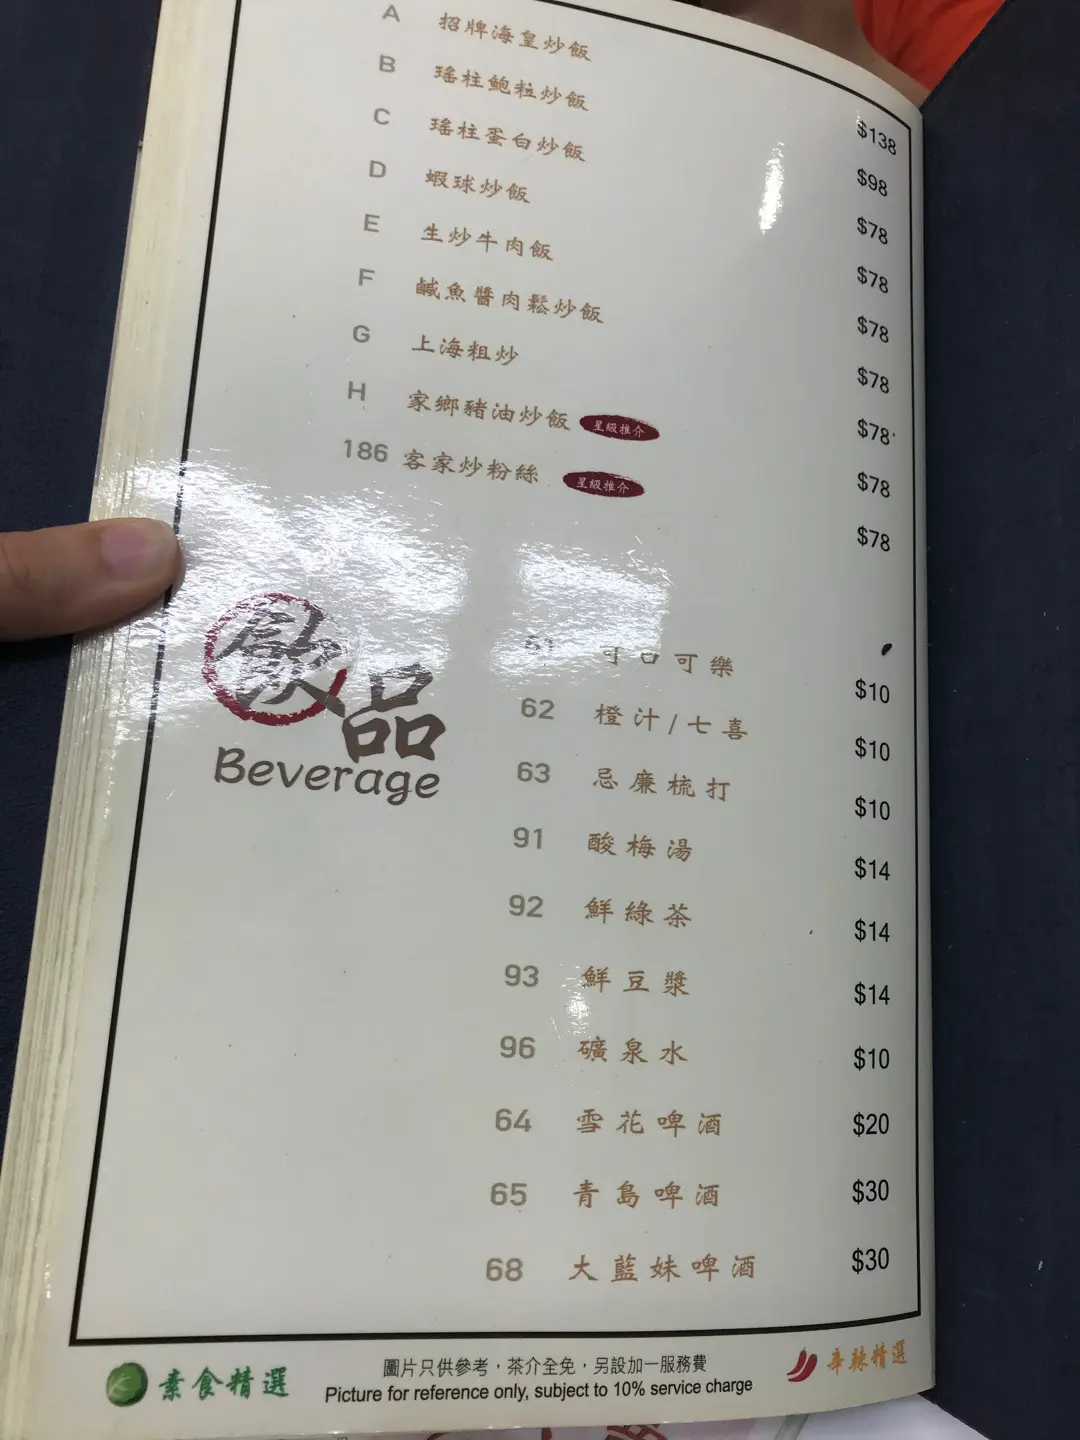 A 招牌海皇炒飯 $138
B 瑤柱鮑粒炒飯 $98
C 瑤柱蛋白炒飯 $78
D 蝦球炒飯 $78
E 生炒牛肉飯 $78
F 鹹魚醬肉鬆炒飯 $78
G 上海粗炒 $78
H 家鄉豬油炒飯 星級推介 $78
186 客家炒粉絲 星級推介 $78
飲品
Beverage
61 可口可樂 $10
62 橙汁/七喜 $10
63 忌廉梳打 $10
91 酸梅湯 $14
92 鮮綠茶 $14
93 鮮豆漿 $14
96 礦泉水 $10
64 雪花啤酒 $20
65 青島啤酒 $30
68 大藍妹啤酒 $30
素食精選
圖片只供參考，茶介全免，另設加一服務費
Picture for reference only, subject to 10% service charge
辛辣精選